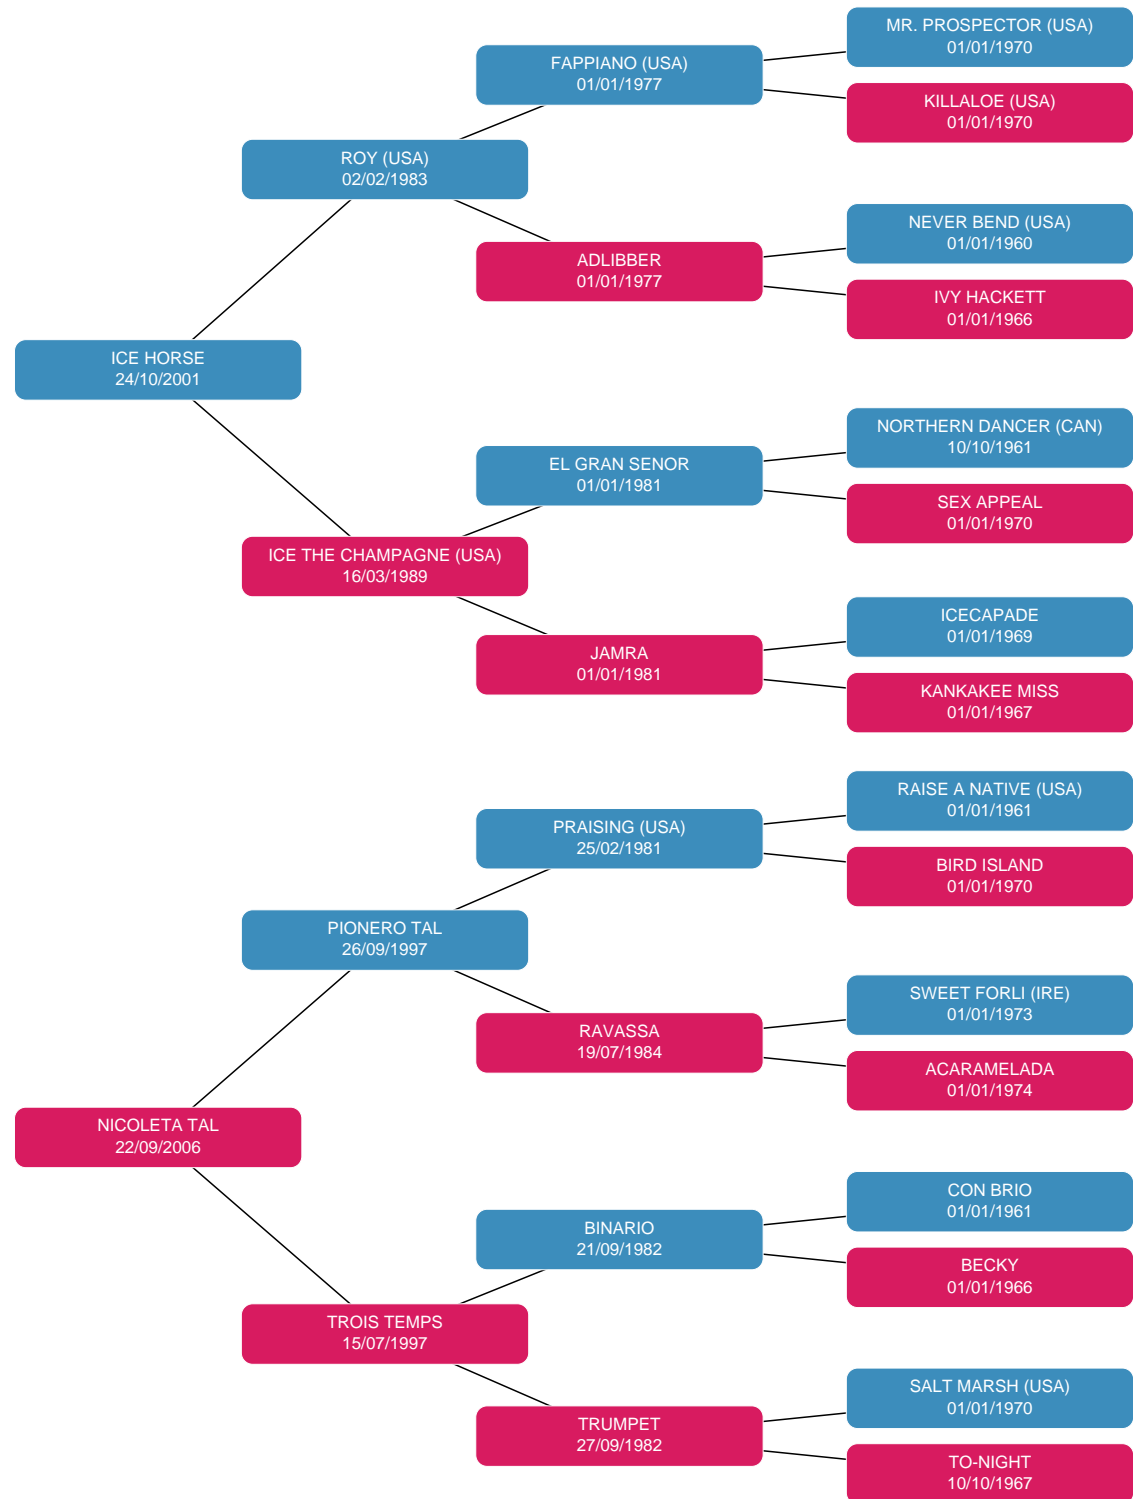 MR. PROSPECTOR (USA)
01/01/1970
FAPPIANO (USA)
01/01/1977
KILLALOE (USA)
01/01/1970
ROY (USA)
02/02/1983
NEVER BEND (USA)
01/01/1960
ADLIBBER
01/01/1977
IVY HACKETT
01/01/1966
ICE HORSE
24/10/2001
NORTHERN DANCER (CAN)
10/10/1961
EL GRAN SENOR
01/01/1981
SEX APPEAL
01/01/1970
ICE THE CHAMPAGNE (USA)
16/03/1989
ICECAPADE
01/01/1969
JAMRA
01/01/1981
KANKAKEE MISS
01/01/1967
RAISE A NATIVE (USA)
01/01/1961
PRAISING (USA)
25/02/1981
BIRD ISLAND
01/01/1970
PIONERO TAL
26/09/1997
SWEET FORLI (IRE)
01/01/1973
RAVASSA
19/07/1984
ACARAMELADA
01/01/1974
NICOLETA TAL
22/09/2006
CON BRIO
01/01/1961
BINARIO
21/09/1982
BECKY
01/01/1966
TROIS TEMPS
15/07/1997
SALT MARSH (USA)
01/01/1970
TRUMPET
27/09/1982
TO-NIGHT
10/10/1967